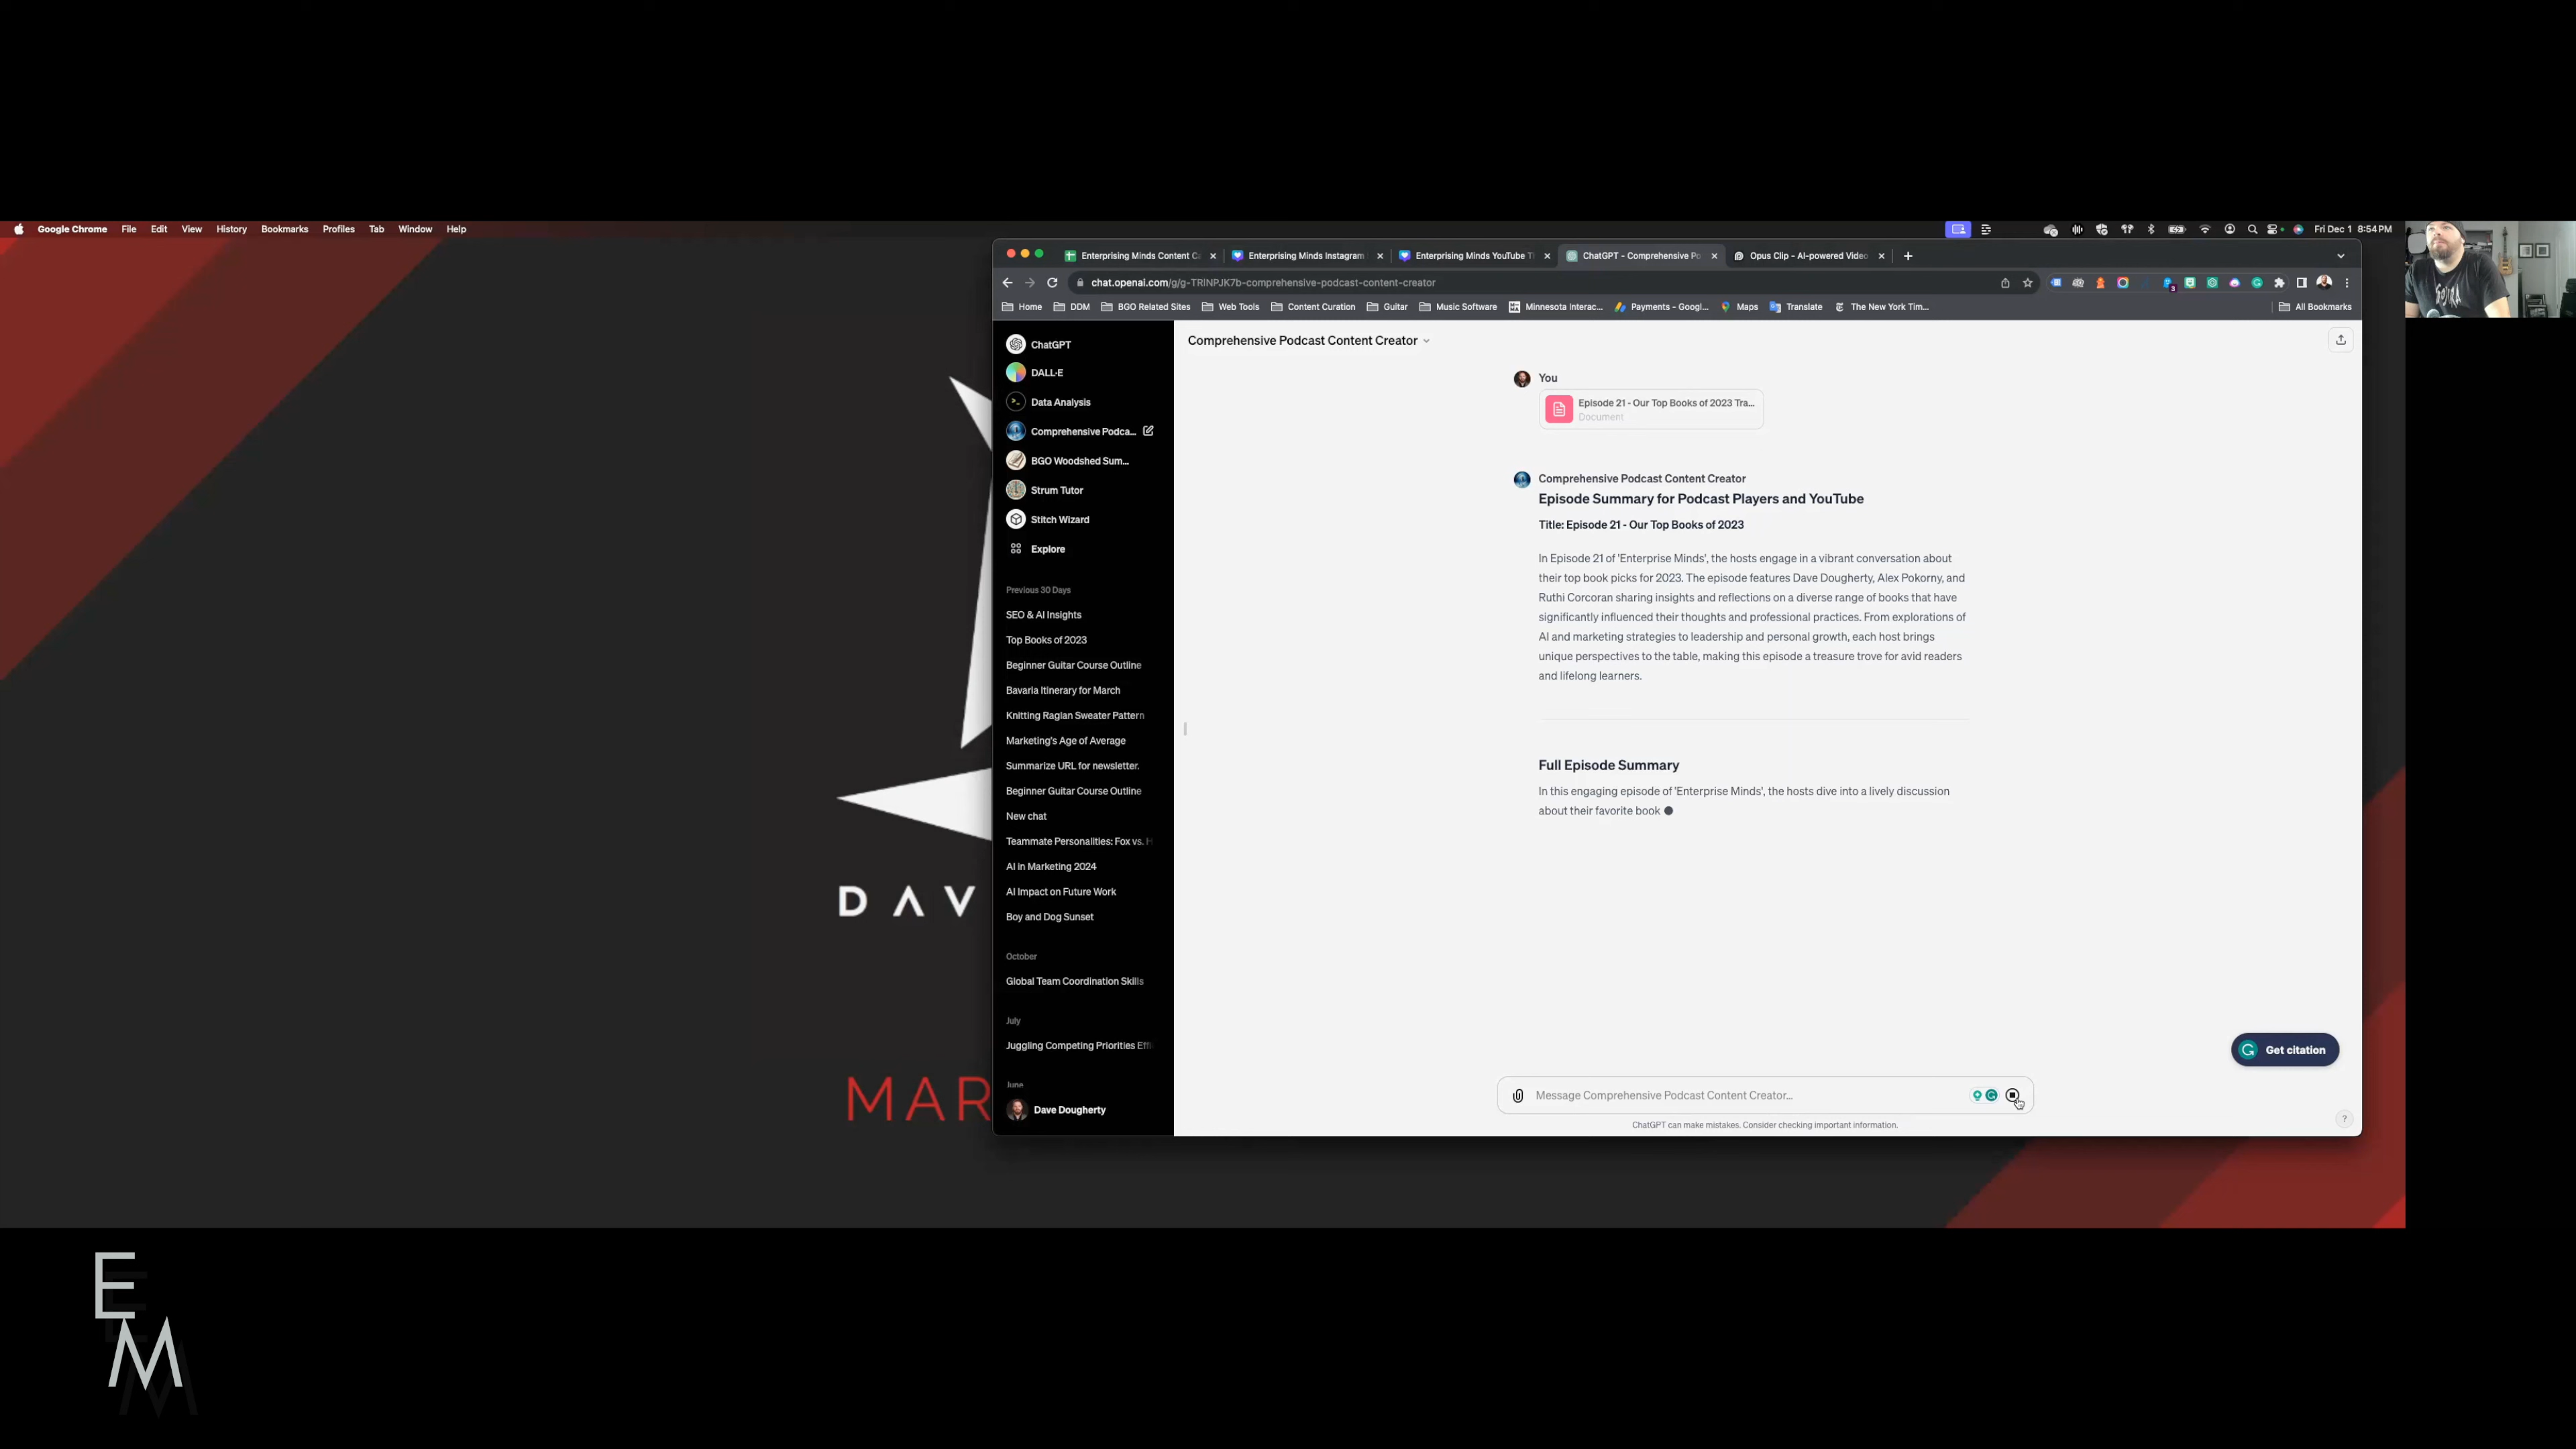 Google Chrome File Edit View History Bookmarks Profiles Tab Window Help
Fri Dec 1 8:54 PM
Enterprising Minds Content
Enterprising Minds Instagram
Enterprising Minds YouTube
ChatGPT - Comprehensive
Opus Clip - AI-powered Video
chat.openai.com/g/g-TRlNPJK7b-comprehensive-podcast-content-creator
Home DDM BGO Related Sites Web Tools Content Curation Guitar Music Software Minnesota Interac... Payments - Googl... Maps Translate The New York Tim... All Bookmarks
ChatGPT
DALL·E
Data Analysis
Comprehensive Podca...
BGO Woodshed Sum...
Strum Tutor
Stitch Wizard
Explore
Previous 30 Days
SEO & AI Insights
Top Books of 2023
Beginner Guitar Course Outline
Bavaria Itinerary for March
Knitting Raglan Sweater Pattern
Marketing's Age of Average
Summarize URL for newsletter.
Beginner Guitar Course Outline
New chat
Teammate Personalities: Fox vs. H
AI in Marketing 2024
AI Impact on Future Work
Boy and Dog Sunset
October
Global Team Coordination Skills
July
Juggling Competing Priorities Effi
June
Dave Dougherty
Comprehensive Podcast Content Creator
You
Episode 21 - Our Top Books of 2023 Tra...
Document
Comprehensive Podcast Content Creator
Episode Summary for Podcast Players and YouTube
Title: Episode 21 - Our Top Books of 2023
In Episode 21 of 'Enterprise Minds', the hosts engage in a vibrant conversation about
their top book picks for 2023. The episode features Dave Dougherty, Alex Pokorny, and
Ruthi Corcoran sharing insights and reflections on a diverse range of books that have
significantly influenced their thoughts and professional practices. From explorations of
AI and marketing strategies to leadership and personal growth, each host brings
unique perspectives to the table, making this episode a treasure trove for avid readers
and lifelong learners.
Full Episode Summary
In this engaging episode of 'Enterprise Minds', the hosts dive into a lively discussion
about their favorite book
Get citation
Message Comprehensive Podcast Content Creator...
ChatGPT can make mistakes. Consider checking important information.
?
DAV
MAR
EM